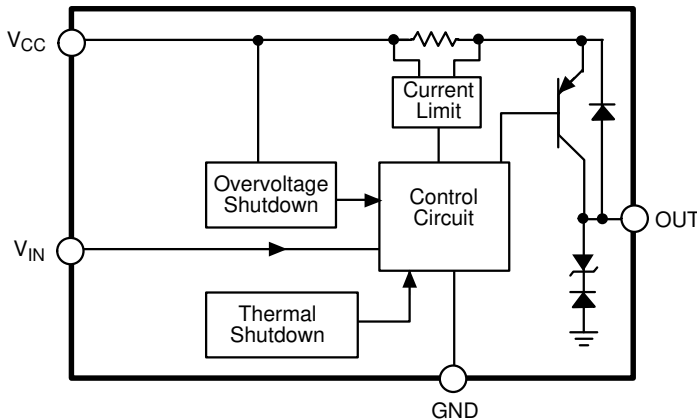 VCC
Current
Limit
Overvoltage
Shutdown
Control
Circuit
OUT
VIN
Thermal
Shutdown
GND